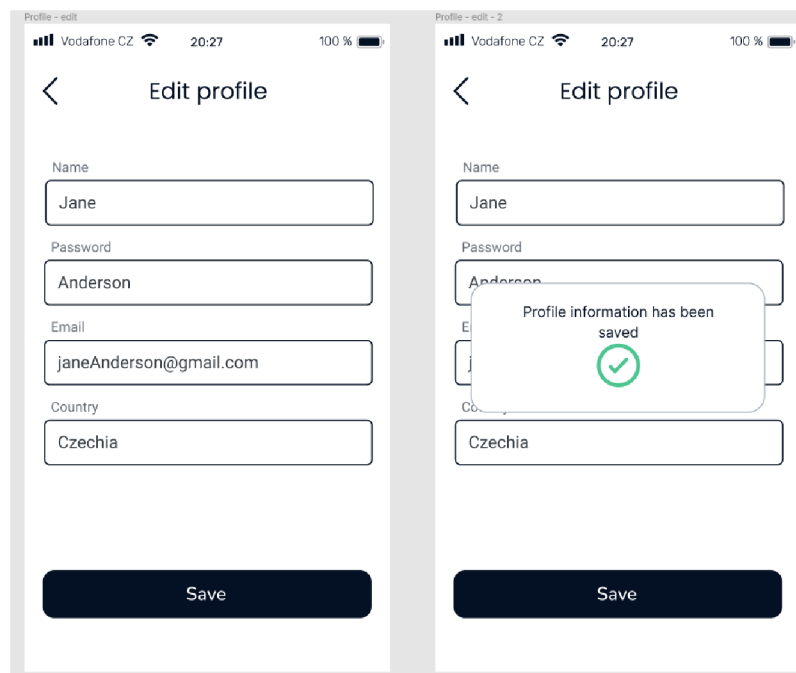 Profile - edit
Vodafone CZ 20:27 100 %
Edit profile
Name
Jane
Password
Anderson
Email
janeAnderson@gmail.com
Country
Czechia
Save
Profile - edit - 2
Vodafone CZ 20:27 100 %
Edit profile
Name
Jane
Password
Anderson
Profile information has been
saved
Czechia
Save